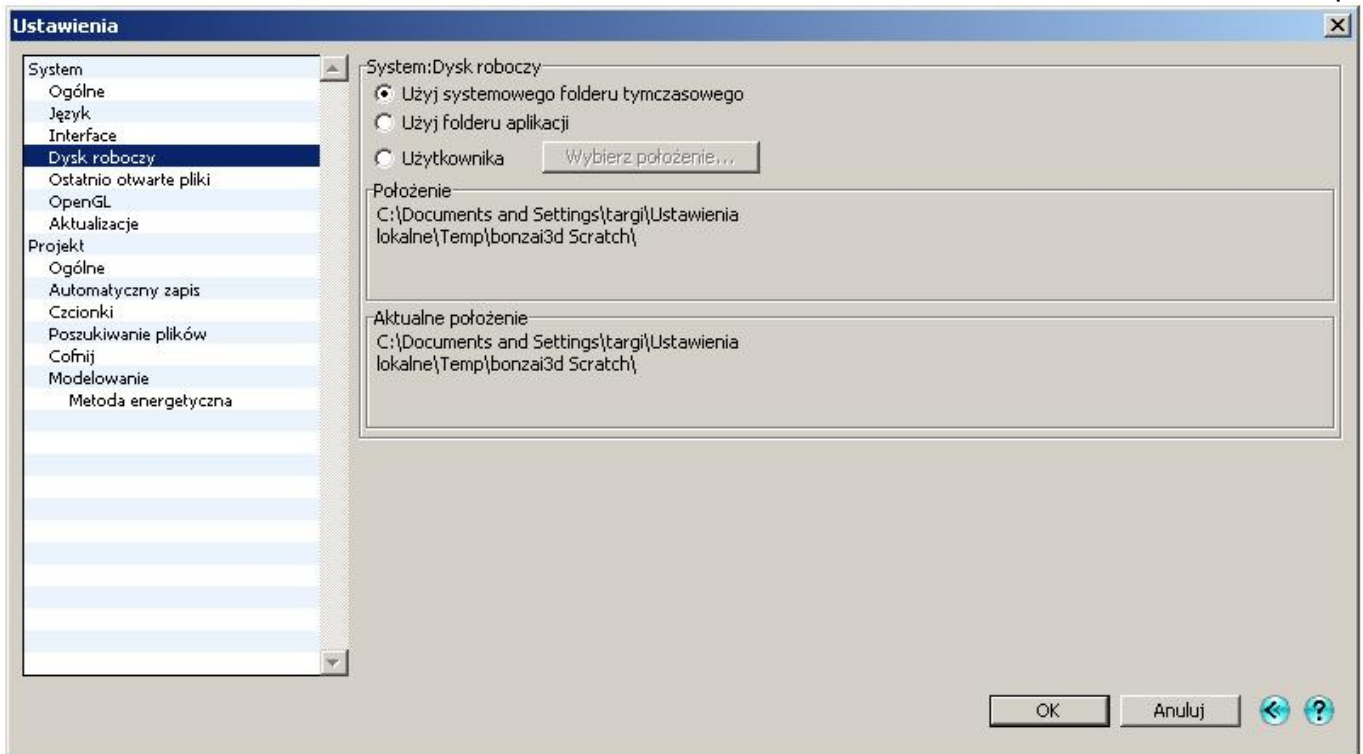 Ustawienia
System
Ogólne
Język
Interface
Dysk roboczy
Ostatnio otwarte pliki
OpenGL
Aktualizacje
Projekt
Ogólne
Automatyczny zapis
Czcionki
Poszukiwanie plików
Cofnij
Modelowanie
Metoda energetyczna
System:Dysk roboczy
Użyj systemowego folderu tymczasowego
Użyj folderu aplikacji
Użytkownika Wybierz położenie...
Położenie
C:\Documents and Settings\targi\Ustawienia
lokalne\Temp\bonzai3d Scratch\
Aktualne położenie
C:\Documents and Settings\targi\Ustawienia
lokalne\Temp\bonzai3d Scratch\
OK Anuluj ?